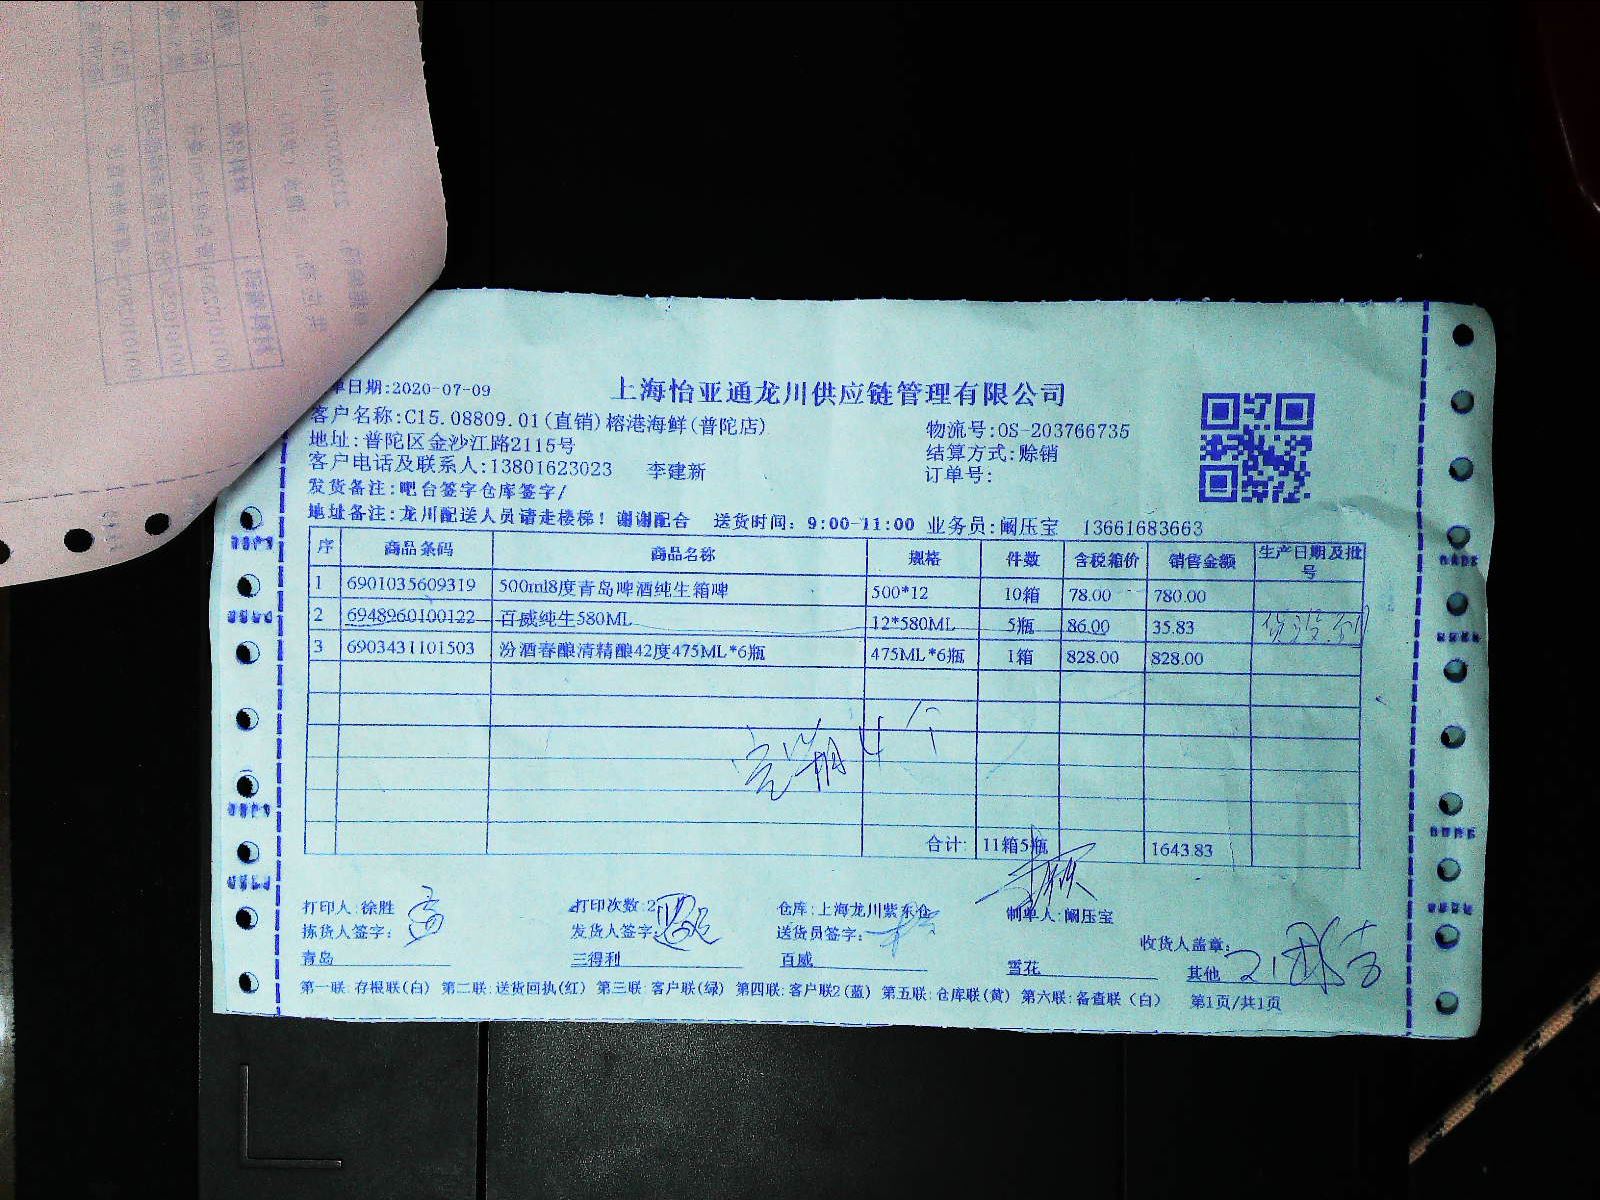 单日期:2020-07-09
上海怡亚通龙川供应链管理有限公司
客户名称:C15.08809.01(直销)榕港海鲜(普陀店)
物流号:OS-203766735
地址:普陀区金沙江路2115号
结算方式:赊销
客户电话及联系人:13801623023 李建新
订单号:
发货备注:吧台签字仓库签字/
地址备注:龙川配送人员请走楼梯！谢谢配合 送货时间：9:00-11:00 业务员:阚压宝 13661683663
序 商品条码 商品名称 规格 件数 含税箱价 销售金额 生产日期及批号
1 6901035609319 500ml8度青岛啤酒纯生箱啤 500*12 10箱 78.00 780.00
2 6948960100122 百威纯生580ML 12*580ML 5瓶 86.00 35.83
3 6903431101503 汾酒春酿清精酿42度475ML*6瓶 475ML*6瓶 1箱 828.00 828.00
合计: 11箱5瓶 1643.83
打印人:徐胜 打印次数:2 仓库:上海龙川紫东仓 制单人:阚压宝
拣货人签字: 发货人签字: 送货员签字: 收货人盖章:
青岛 三得利 百威 雪花 其他
第一联:存根联(白) 第二联:送货回执(红) 第三联:客户联(绿) 第四联:客户联2(蓝) 第五联:仓库联(黄) 第六联:备查联（白） 第1页/共1页